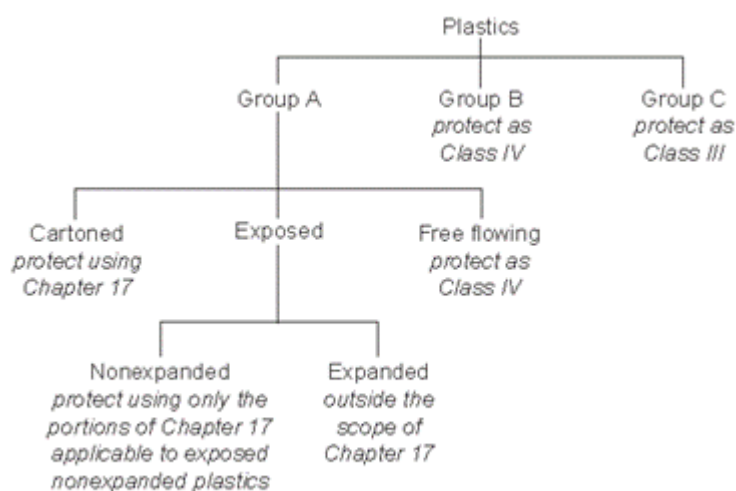 Plastics
Group A
Group B
protect as
Class IV
Group C
protect as
Class III
Cartoned
protect using
Chapter 17
Exposed
Free flowing
protect as
Class IV
Nonexpanded
protect using only the
portions of Chapter 17
applicable to exposed
nonexpanded plastics
Expanded
outside the
scope of
Chapter 17